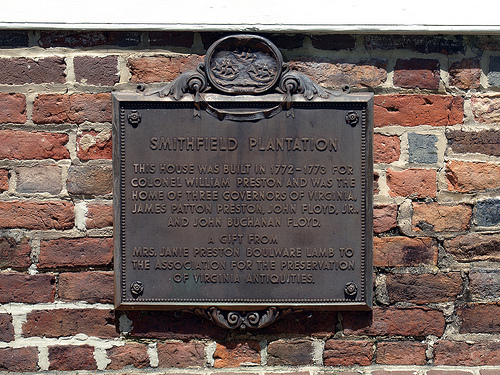 SMITHFIELD PLANTATION
THIS HOUSE WAS BUILT IN 1772-1773 FOR
COLONEL WILLIAM PRESTON AND WAS THE
HOME OF THREE GOVERNORS OF VIRGINIA.
JAMES PATTON PRESTON, JOHN FLOYD, JR.
AND JOHN BUCHANAN FLOYD.
A GIFT FROM
MRS. JANIE PRESTON BOULWARE LAMB TO
THE ASSOCIATION FOR THE PRESERVATION
OF VIRGINIA ANTIQUITIES.